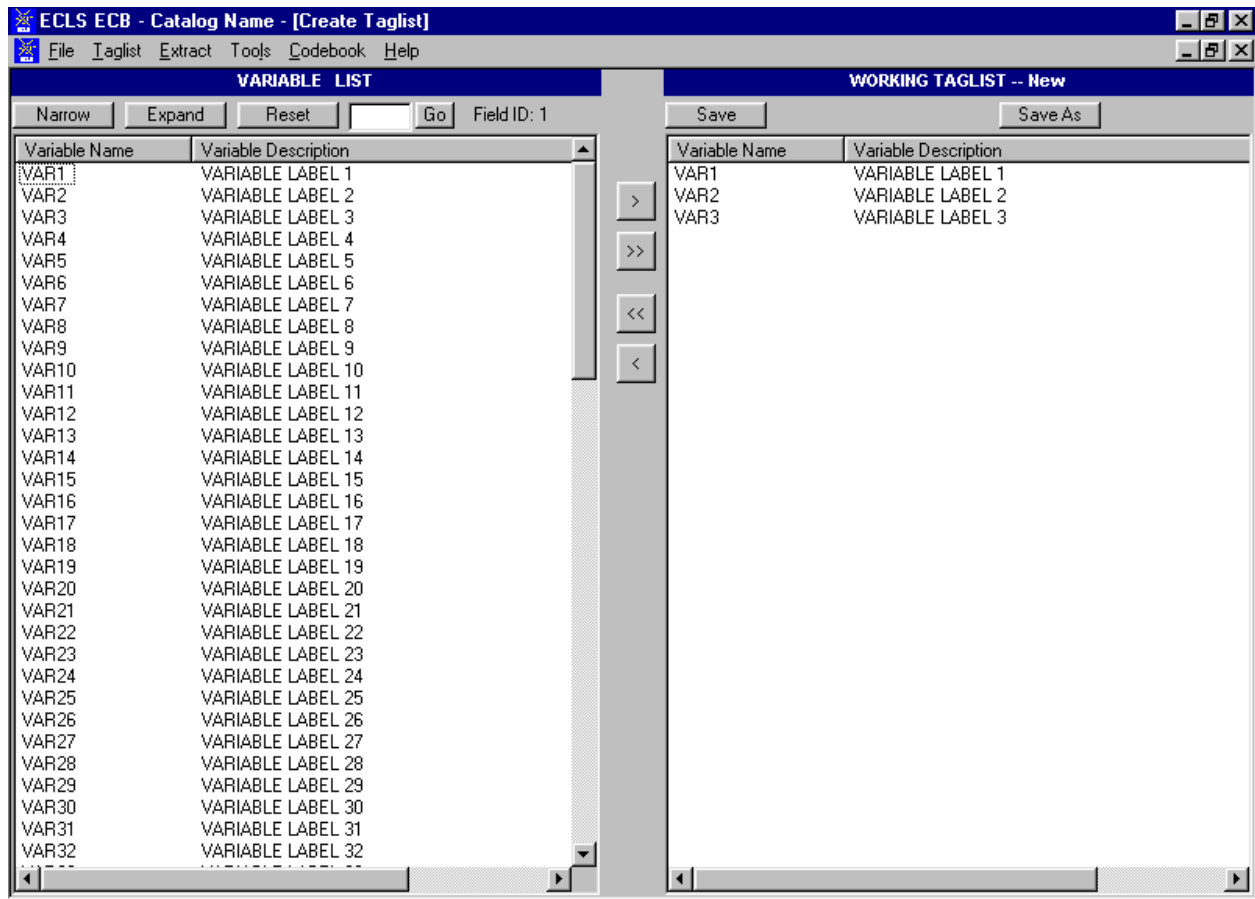 ECLS ECB - Catalog Name - [Create Taglist]
File Taglist Extract Tools Codebook Help
VARIABLE LIST
Narrow Expand Reset Go Field ID: 1
Variable Name Variable Description
VAR1 VARIABLE LABEL 1
VAR2 VARIABLE LABEL 2
VAR3 VARIABLE LABEL 3
VAR4 VARIABLE LABEL 4
VAR5 VARIABLE LABEL 5
VAR6 VARIABLE LABEL 6
VAR7 VARIABLE LABEL 7
VAR8 VARIABLE LABEL 8
VAR9 VARIABLE LABEL 9
VAR10 VARIABLE LABEL 10
VAR11 VARIABLE LABEL 11
VAR12 VARIABLE LABEL 12
VAR13 VARIABLE LABEL 13
VAR14 VARIABLE LABEL 14
VAR15 VARIABLE LABEL 15
VAR16 VARIABLE LABEL 16
VAR17 VARIABLE LABEL 17
VAR18 VARIABLE LABEL 18
VAR19 VARIABLE LABEL 19
VAR20 VARIABLE LABEL 20
VAR21 VARIABLE LABEL 21
VAR22 VARIABLE LABEL 22
VAR23 VARIABLE LABEL 23
VAR24 VARIABLE LABEL 24
VAR25 VARIABLE LABEL 25
VAR26 VARIABLE LABEL 26
VAR27 VARIABLE LABEL 27
VAR28 VARIABLE LABEL 28
VAR29 VARIABLE LABEL 29
VAR30 VARIABLE LABEL 30
VAR31 VARIABLE LABEL 31
VAR32 VARIABLE LABEL 32
>
>>
<<
<
WORKING TAGLIST -- New
Save Save As
Variable Name Variable Description
VAR1 VARIABLE LABEL 1
VAR2 VARIABLE LABEL 2
VAR3 VARIABLE LABEL 3